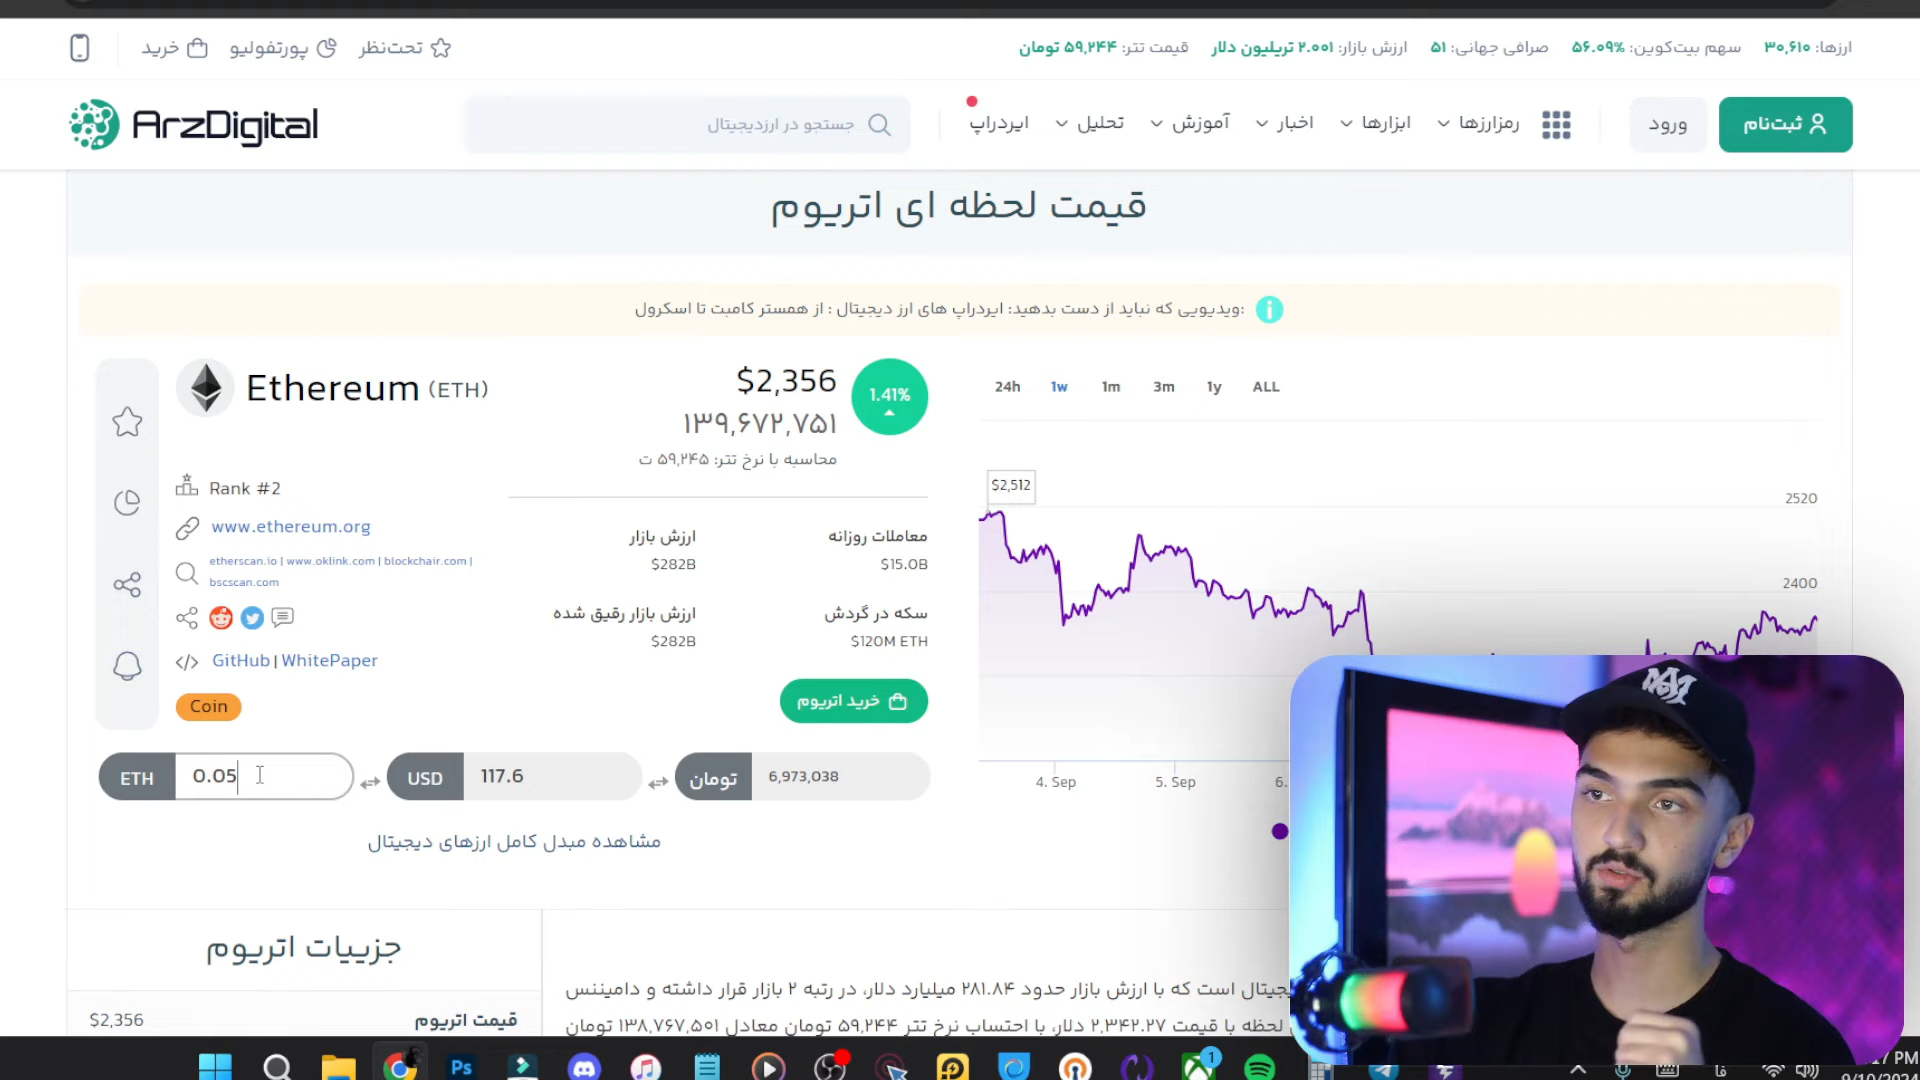 ارزها: ۳۰,۶۱۰ سهم بیت‌کوین: ۵۶.۰۹% صرافی جهانی: ۵۱ ارزش بازار: ۲.۰۰۱ تریلیون دلار قیمت تتر: ۵۹,۲۴۴ تومان
تحت‌نظر پورتفولیو خرید
ثبت‌نام ورود رمزارزها ابزارها اخبار آموزش تحلیل ایردراپ
جستجو در ارزدیجیتال
ArzDigital
قیمت لحظه ای اتریوم
:ویدیویی که نباید از دست بدهید: ایردراپ های ارز دیجیتال : از همستر کامبت تا اسکرول
Ethereum (ETH)
$2,356
1.41%
۱۳۹,۶۷۲,۷۵۱
محاسبه با نرخ تتر: ۵۹,۲۴۵ ت
Rank #2
www.ethereum.org
etherscan.io | www.oklink.com | blockchair.com |
bscscan.com
GitHub | WhitePaper
Coin
معاملات روزانه
$15.0B
ارزش بازار
$282B
سکه در گردش
$120M ETH
ارزش بازار رقیق شده
$282B
خرید اتریوم
ETH 0.05 USD 117.6 تومان 6,973,038
مشاهده مبدل کامل ارزهای دیجیتال
24h 1w 1m 3m 1y ALL
$2,512
2520
2400
4. Sep 5. Sep 6.
جزییات اتریوم
قیمت اتریوم $2,356
است که با ارزش بازار حدود ۲۸۱.۸۴ میلیارد دلار، در رتبه ۲ بازار قرار داشته و دامیننس
لحظه با قیمت ۲,۳۴۲.۲۷ دلار، با احتساب نرخ تتر ۵۹,۲۴۴ تومان معادل ۱۳۸,۷۶۷,۵۰۱ تومان
Ps
1
فا
17 PM